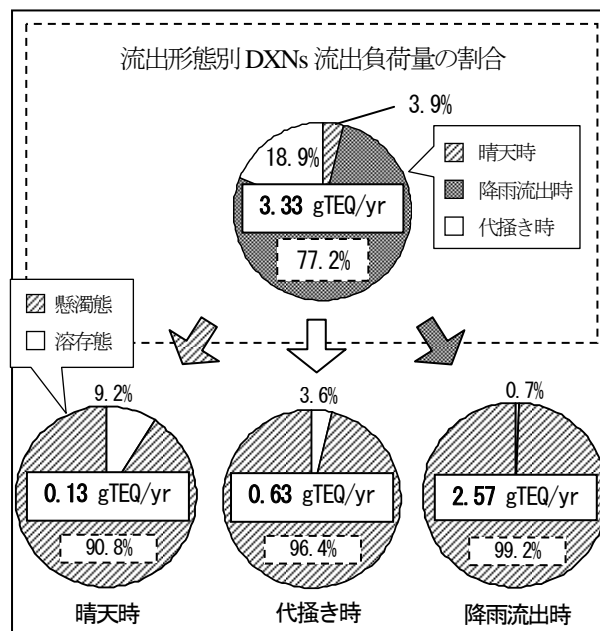 流出形態別 DXNs 流出負荷量の割合
3.9%
18.9%
晴天時
降雨流出時
代掻き時
3.33 gTEQ/yr
77.2%
懸濁態
溶存態
9.2%
3.6%
0.7%
0.13 gTEQ/yr
0.63 gTEQ/yr
2.57 gTEQ/yr
90.8%
96.4%
99.2%
晴天時
代掻き時
降雨流出時